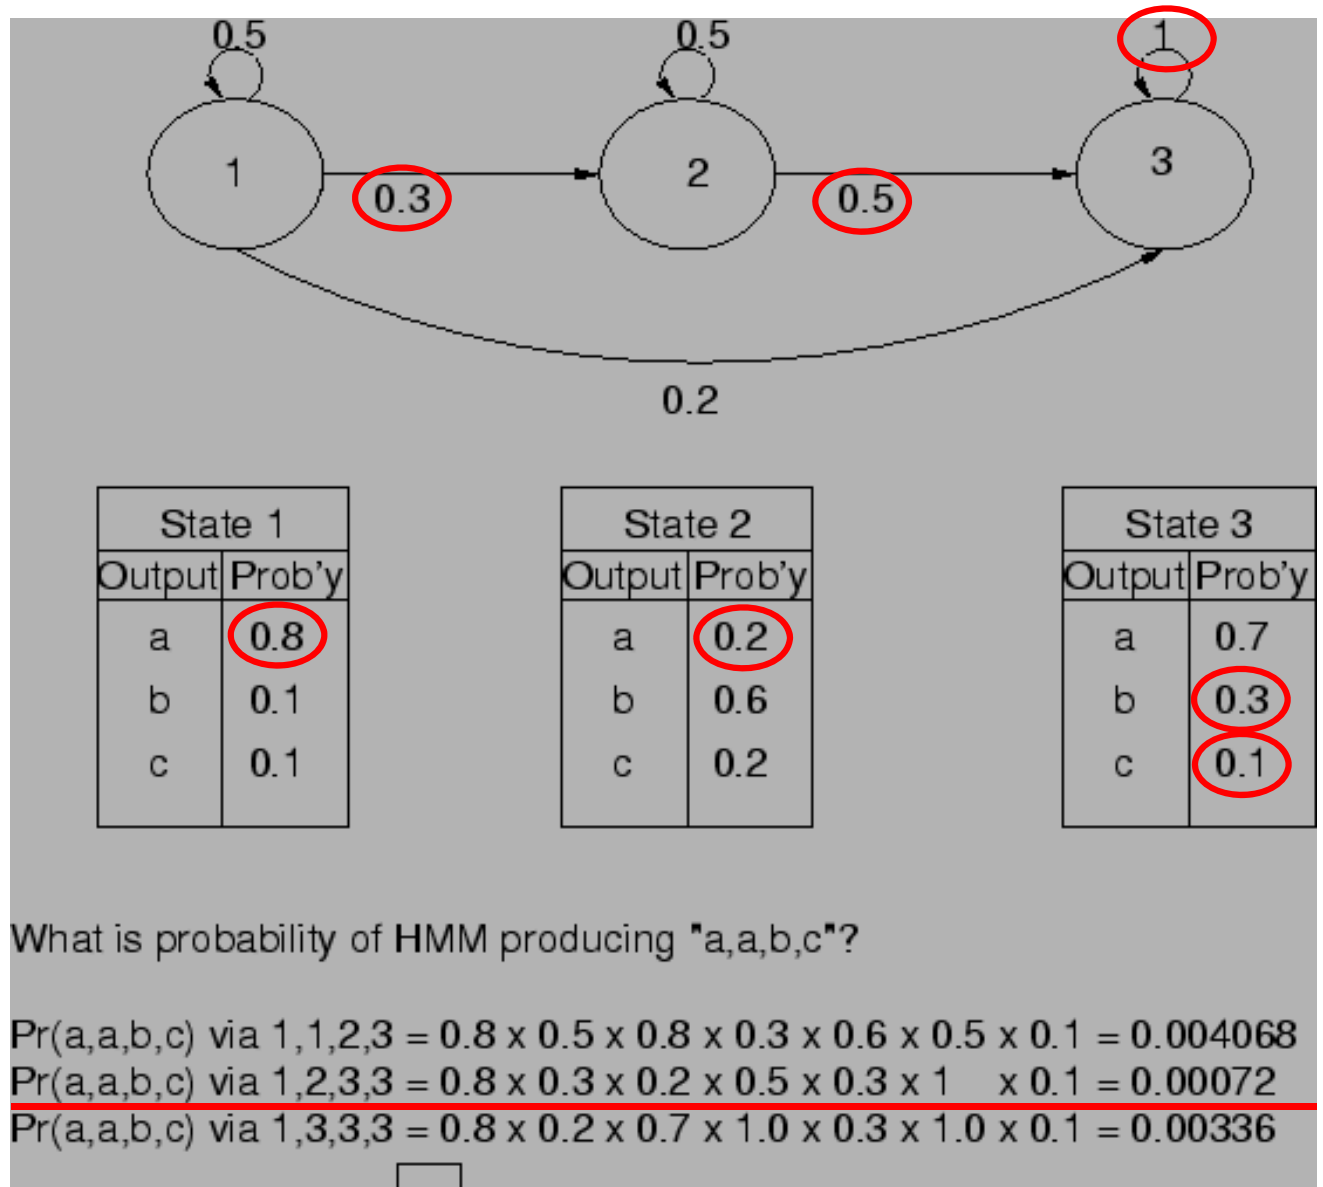 0.5 0.5 1
1 2 3
0.3 0.5
0.2
State 1
Output Prob'y
a 0.8
b 0.1
c 0.1
State 2
Output Prob'y
a 0.2
b 0.6
c 0.2
State 3
Output Prob'y
a 0.7
b 0.3
c 0.1
What is probability of HMM producing "a,a,b,c"?
Pr(a,a,b,c) via 1,1,2,3 = 0.8 x 0.5 x 0.8 x 0.3 x 0.6 x 0.5 x 0.1 = 0.004068
Pr(a,a,b,c) via 1,2,3,3 = 0.8 x 0.3 x 0.2 x 0.5 x 0.3 x 1 x 0.1 = 0.00072
Pr(a,a,b,c) via 1,3,3,3 = 0.8 x 0.2 x 0.7 x 1.0 x 0.3 x 1.0 x 0.1 = 0.00336